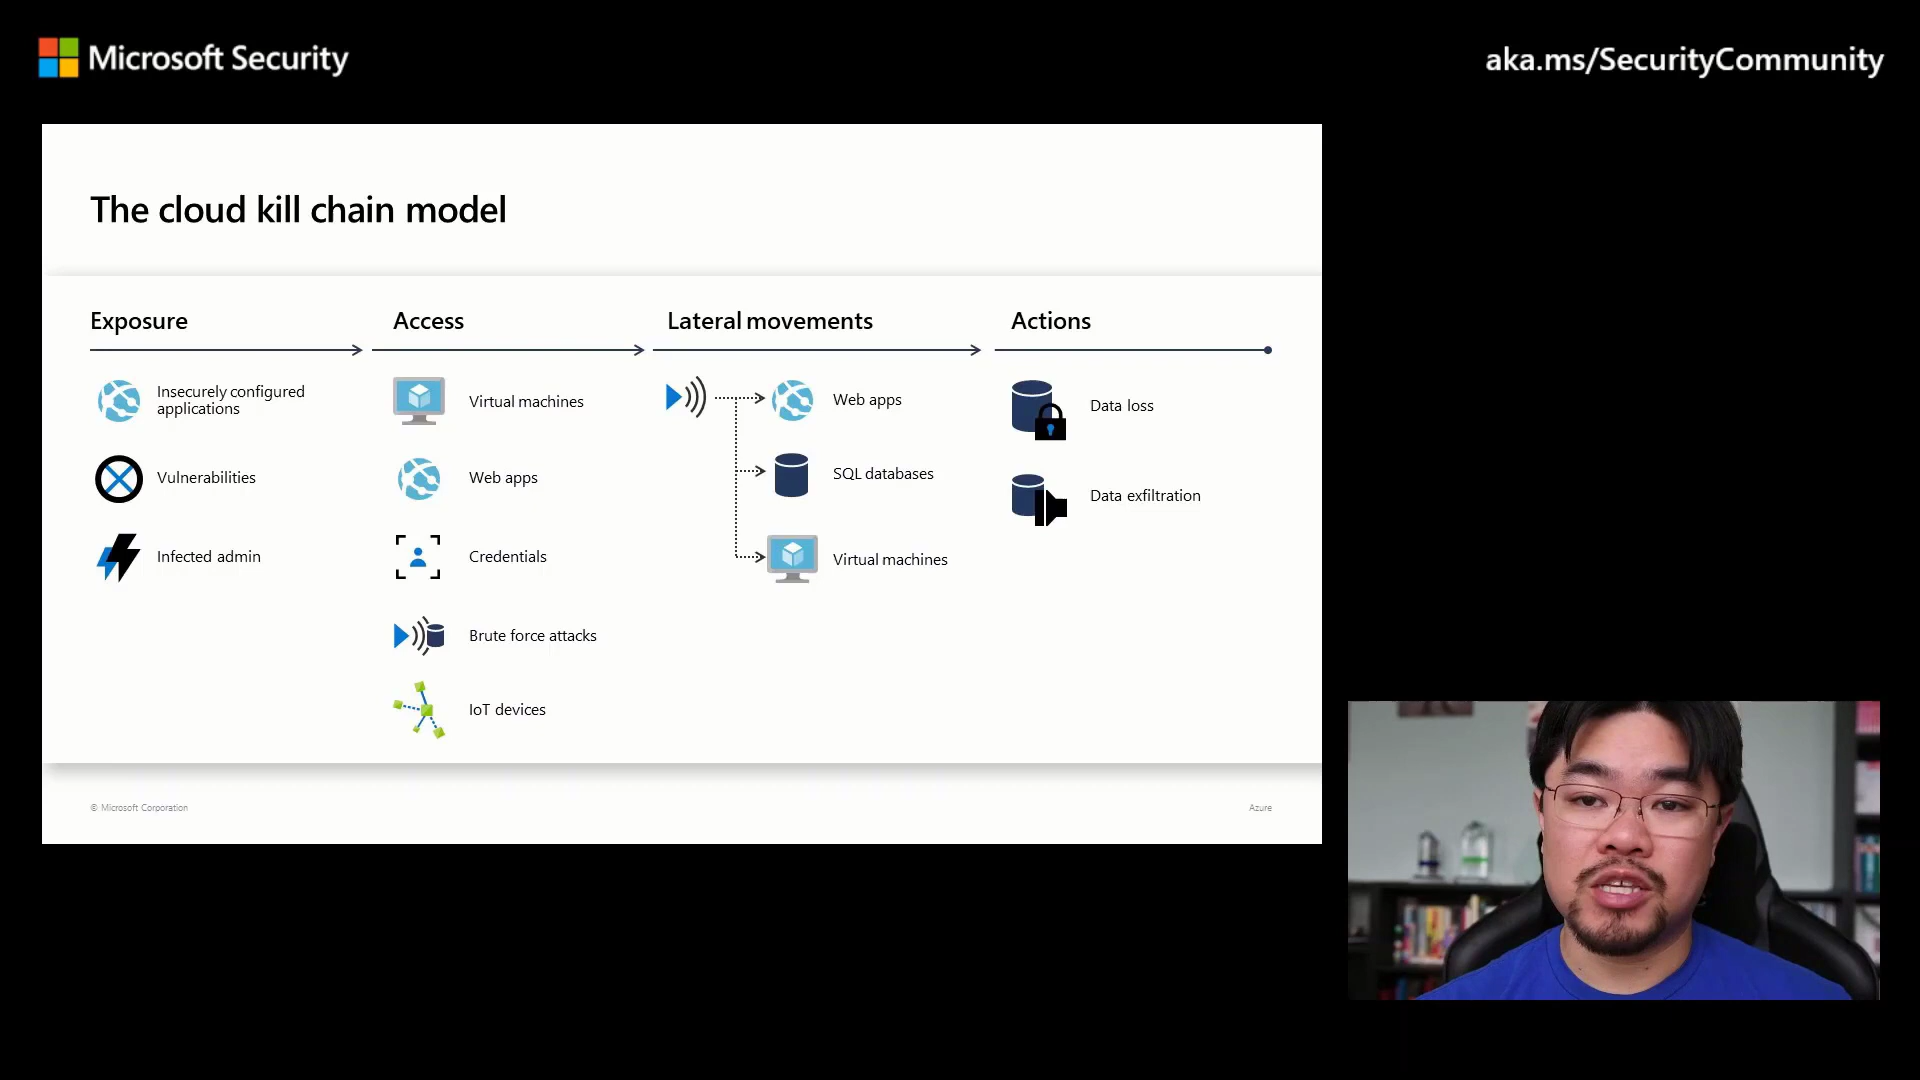 Microsoft Security
aka.ms/SecurityCommunity
The cloud kill chain model
Exposure
Insecurely configured
applications
Vulnerabilities
Infected admin
Access
Virtual machines
Web apps
Credentials
Brute force attacks
IoT devices
Lateral movements
Web apps
SQL databases
Virtual machines
Actions
Data loss
Data exfiltration
© Microsoft Corporation
Azure